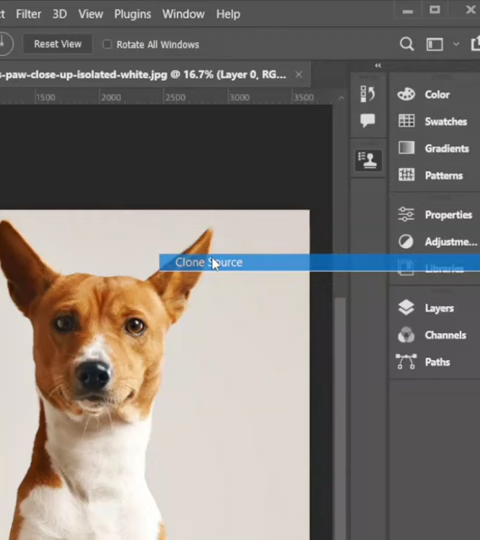 Filter 3D View Plugins Window Help
Reset View Rotate All Windows
s-paw-close-up-isolated-white.jpg @ 16.7% (Layer 0, RG...
1500 2000 2500 3000 3500
Color
Swatches
Gradients
Patterns
Properties
Adjustme...
Clone Source
Libraries
Layers
Channels
Paths